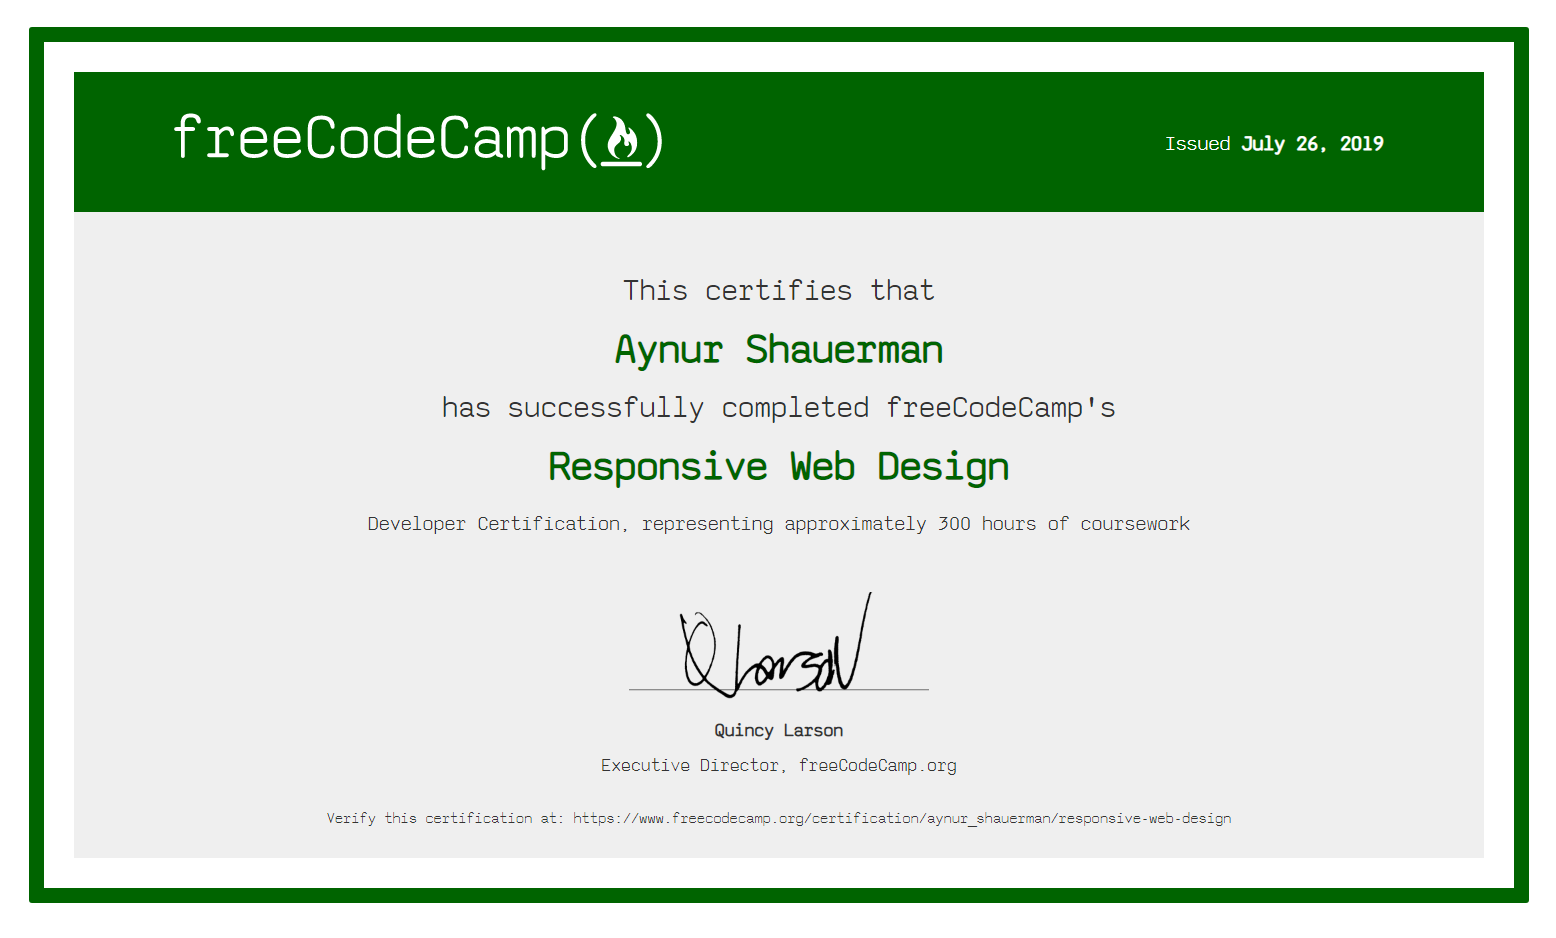 freeCodeCamp(🔥)
Issued July 26, 2019
This certifies that
Aynur Shauerman
has successfully completed freeCodeCamp's
Responsive Web Design
Developer Certification, representing approximately 300 hours of coursework
Q Larson
Quincy Larson
Executive Director, freeCodeCamp.org
Verify this certification at: https://www.freecodecamp.org/certification/aynur_shauerman/responsive-web-design